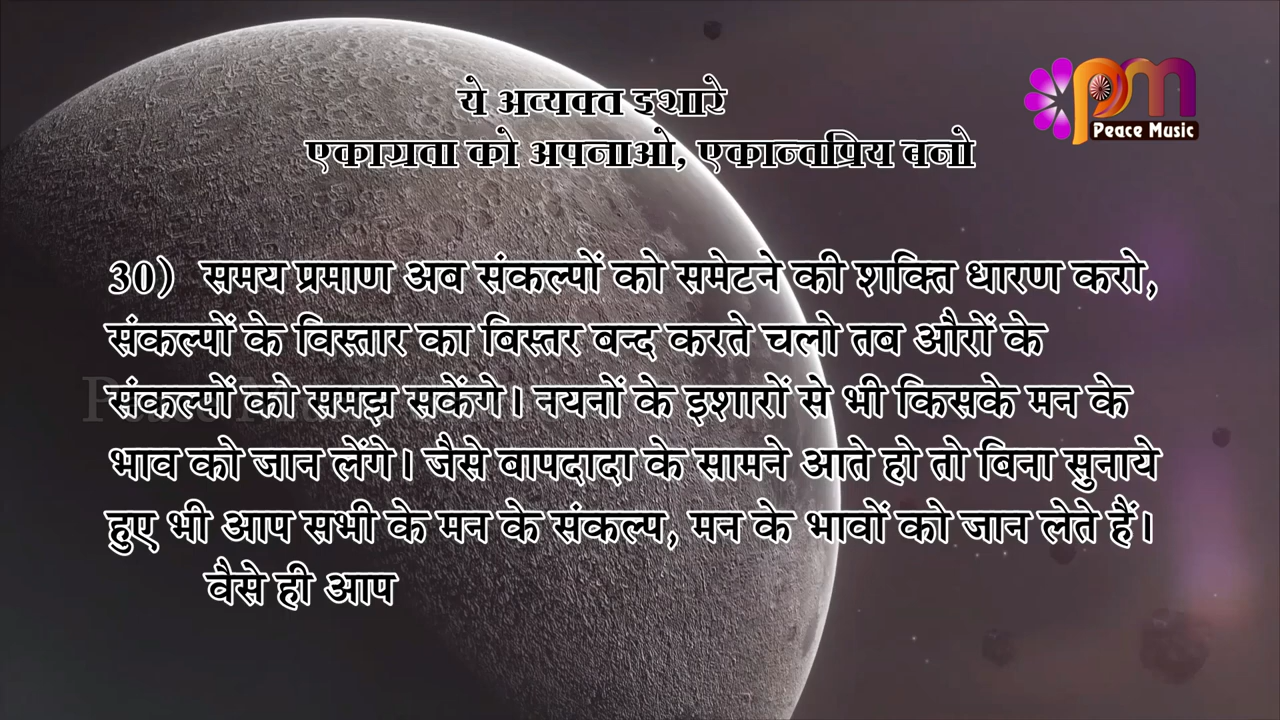 ये अव्यक्त इशारे
एकाग्रता को अपनाओ, एकान्तप्रिय बनो
pm
Peace Music
30) समय प्रमाण अब संकल्पों को समेटने की शक्ति धारण करो,
संकल्पों के विस्तार का बिस्तर बन्द करते चलो तब औरों के
संकल्पों को समझ सकेंगे। नयनों के इशारों से भी किसके मन के
भाव को जान लेंगे। जैसे बापदादा के सामने आते हो तो बिना सुनाये
हुए भी आप सभी के मन के संकल्प, मन के भावों को जान लेते हैं।
वैसे ही आप